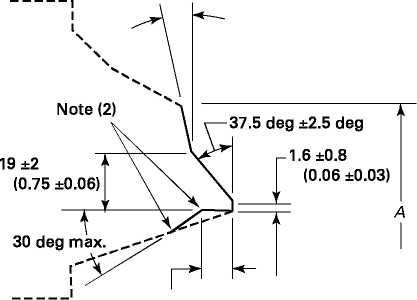 Note (2)
37.5 deg ±2.5 deg
19 ±2
(0.75 ±0.06)
1.6 ±0.8
(0.06 ±0.03)
A
30 deg max.